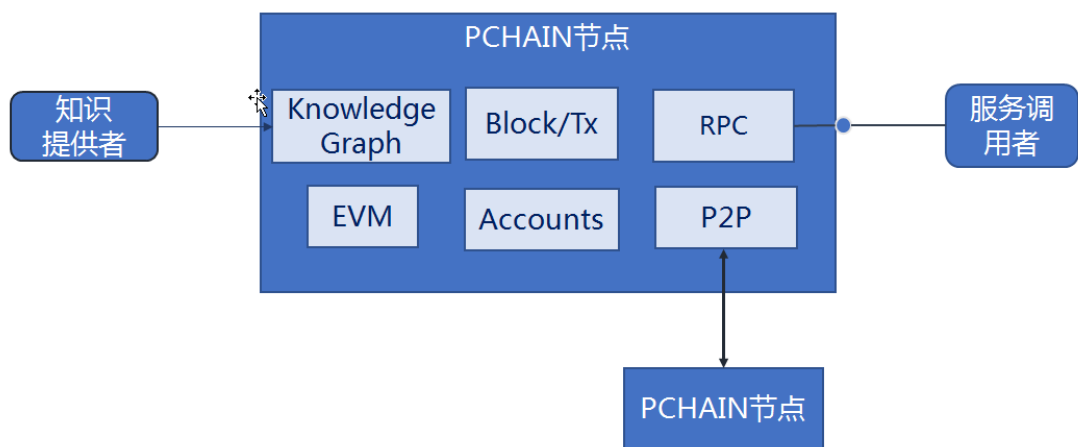 PCHAIN节点
知识
提供者
Knowledge
Graph
Block/Tx
RPC
服务调
用者
EVM
Accounts
P2P
PCHAIN节点